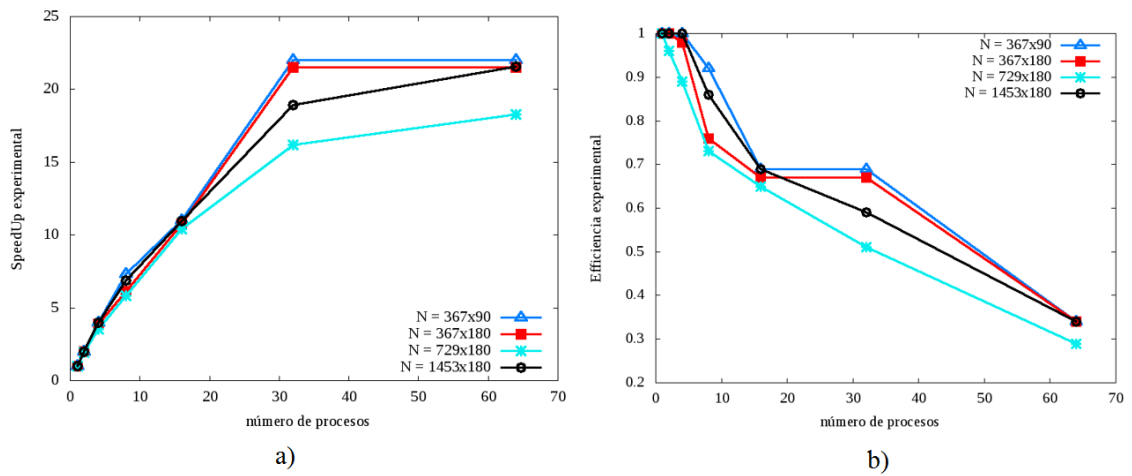 25
20
15
10
5
0
SpeedUp experimental
N = 367x90
N = 367x180
N = 729x180
N = 1453x180
0 10 20 30 40 50 60 70
número de procesos
a)
1
0.9
0.8
0.7
0.6
0.5
0.4
0.3
0.2
Efficiencia experimental
N = 367x90
N = 367x180
N = 729x180
N = 1453x180
0 10 20 30 40 50 60 70
número de procesos
b)